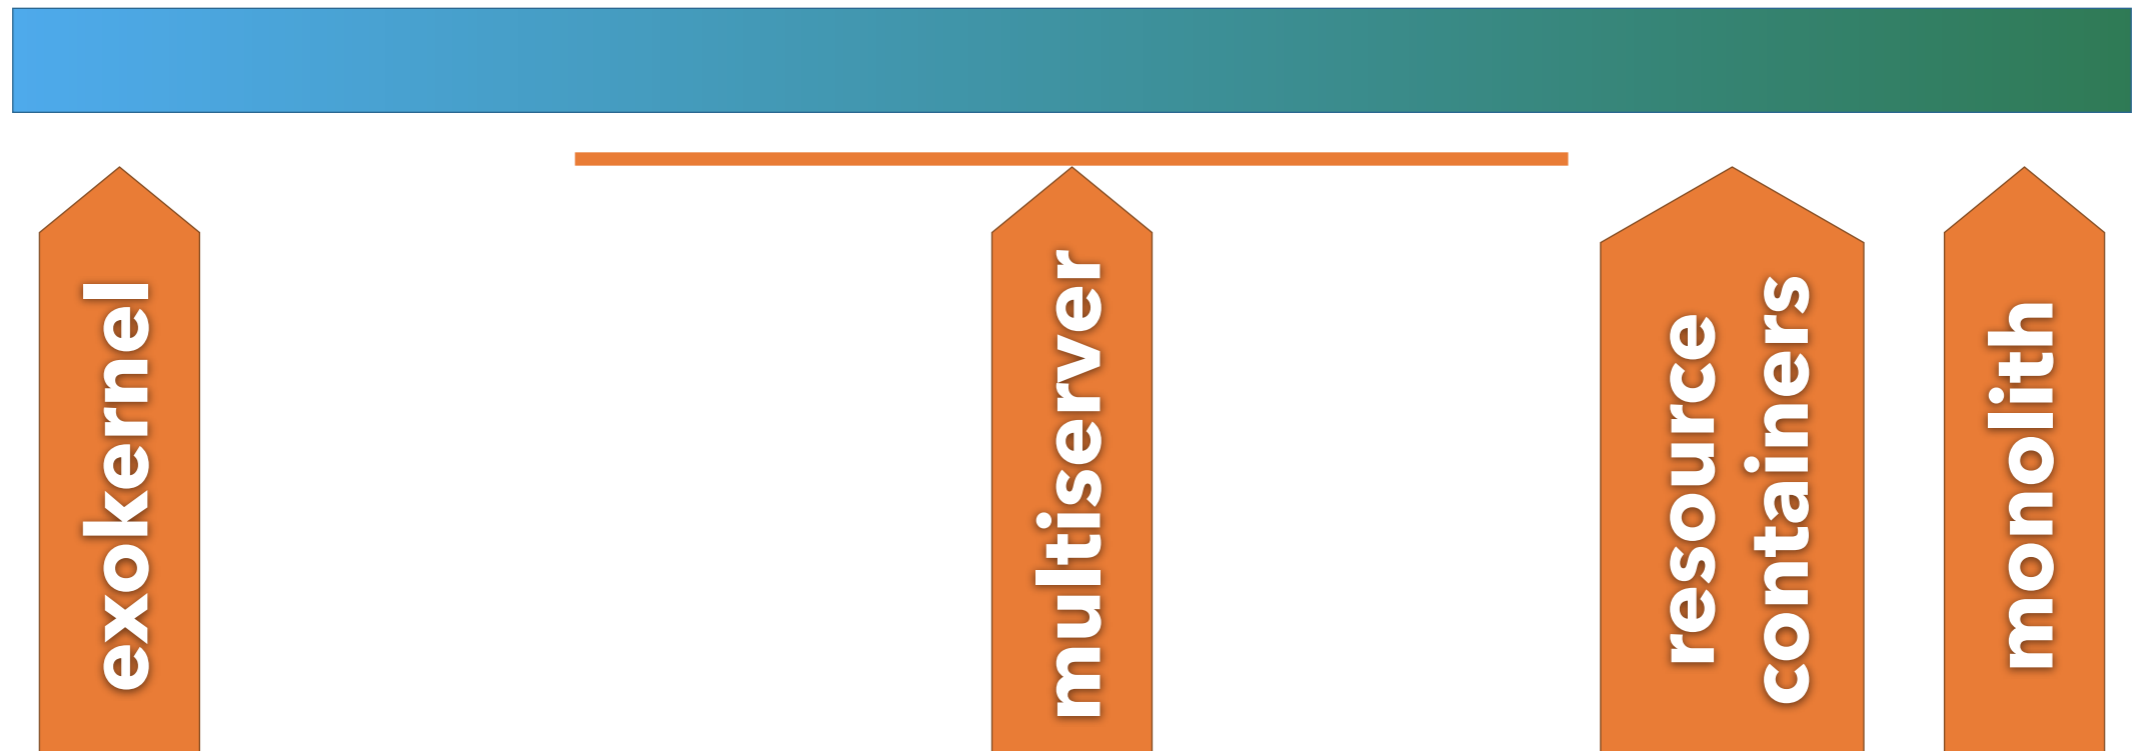 exokernel
multiserver
resource
containers
monolith